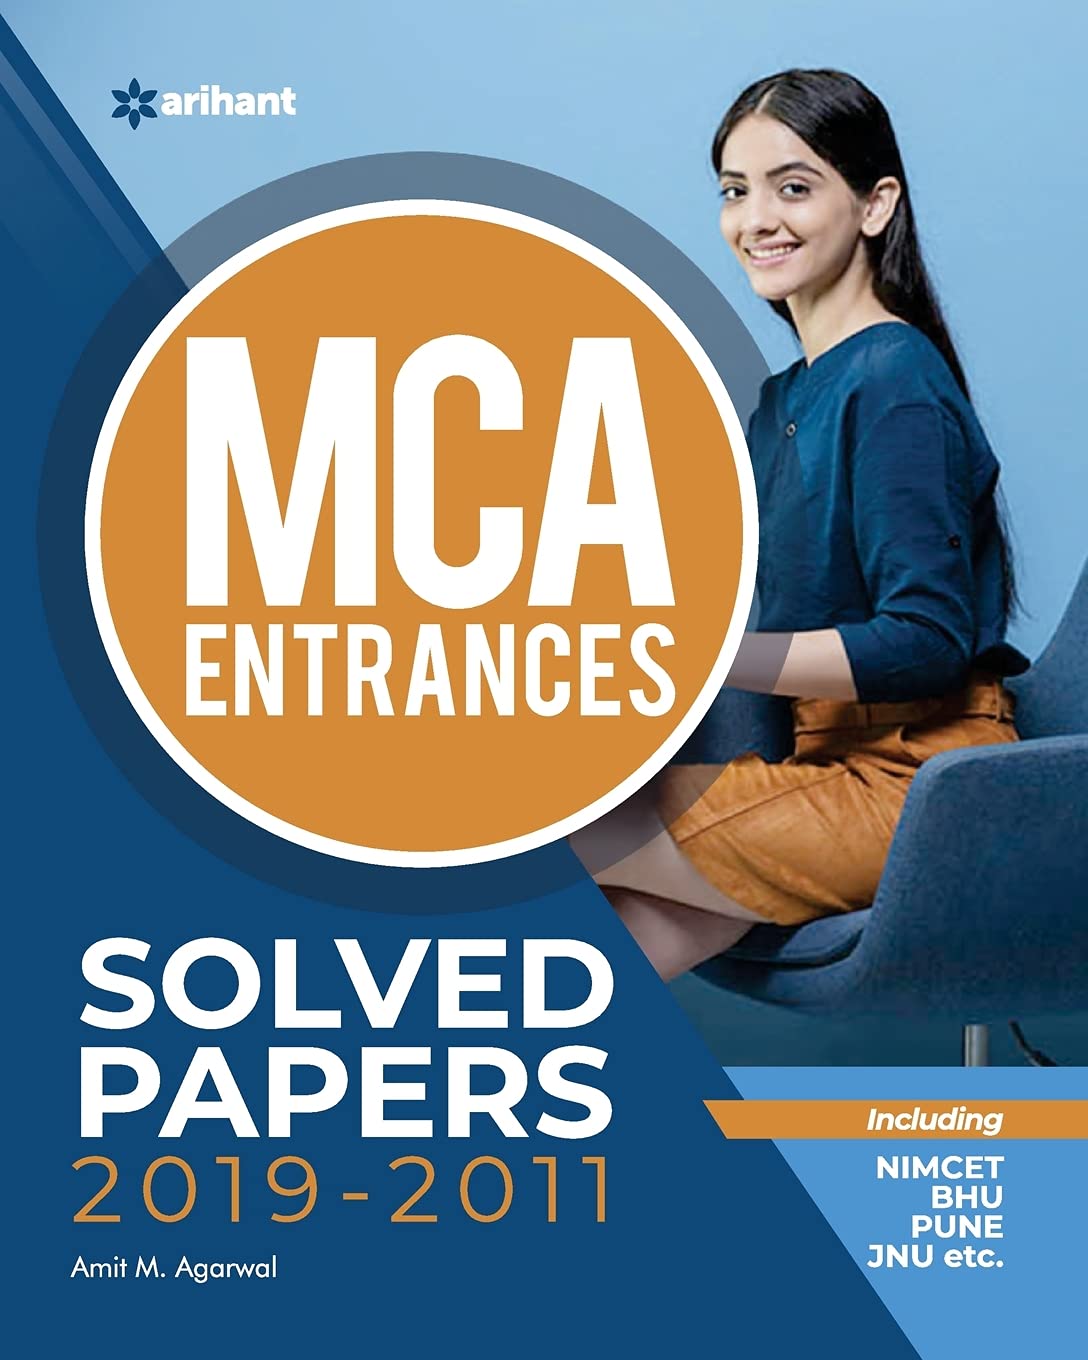 arihant
MCA
ENTRANCES
SOLVED
PAPERS
2019-2011
Amit M. Agarwal
Including
NIMCET
BHU
PUNE
JNU etc.